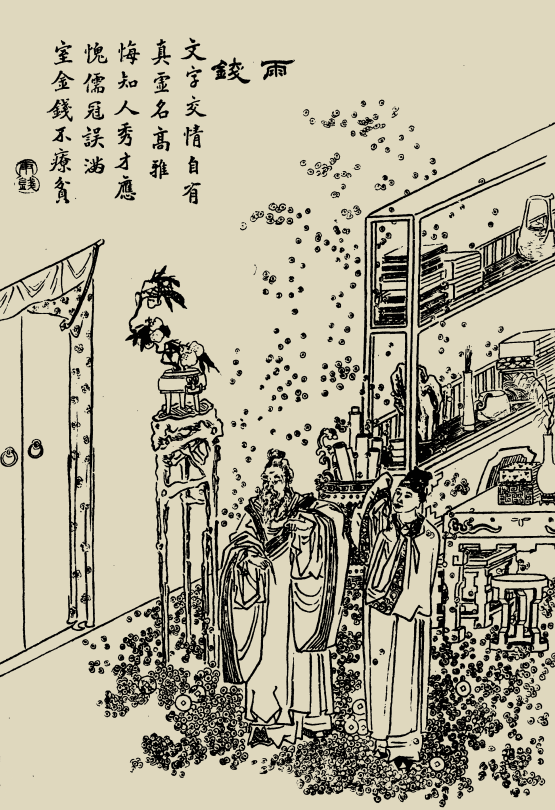 雨錢
文字交情自有
真霊名高雅
悔知人秀才應
愧儒冠誤滿
室金錢不療貧
雨錢